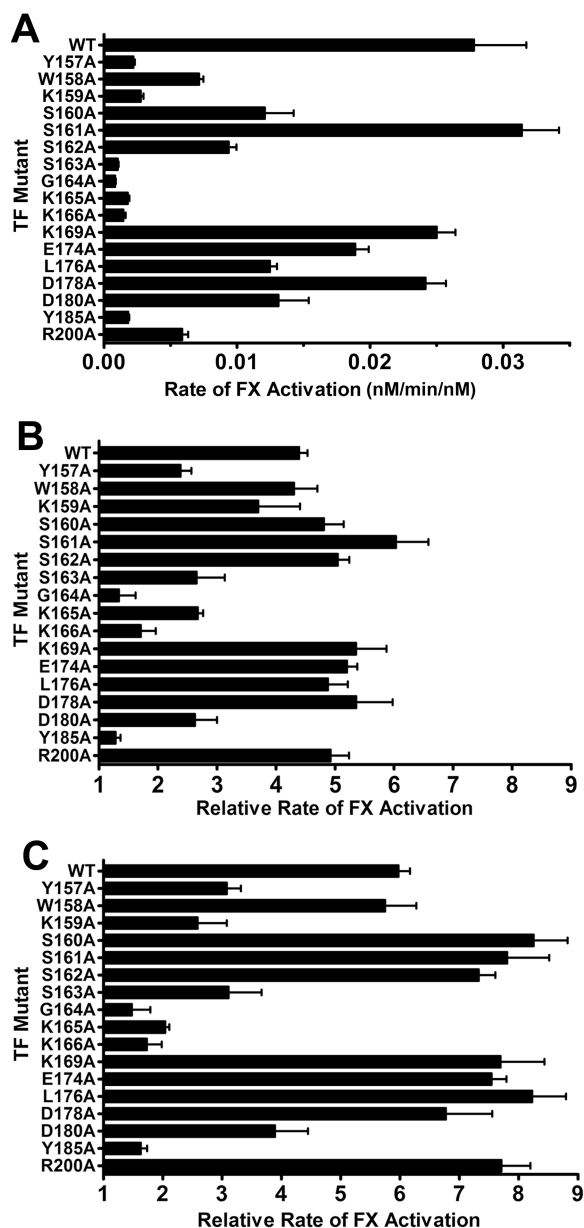 A
TF Mutant
WT
Y157A
W158A
K159A
S160A
S161A
S162A
S163A
G164A
K165A
K166A
K169A
E174A
L176A
D178A
D180A
Y185A
R200A
0.00 0.01 0.02 0.03
Rate of FX Activation (nM/min/nM)
B
TF Mutant
WT
Y157A
W158A
K159A
S160A
S161A
S162A
S163A
G164A
K165A
K166A
K169A
E174A
L176A
D178A
D180A
Y185A
R200A
1 2 3 4 5 6 7 8 9
Relative Rate of FX Activation
C
TF Mutant
WT
Y157A
W158A
K159A
S160A
S161A
S162A
S163A
G164A
K165A
K166A
K169A
E174A
L176A
D178A
D180A
Y185A
R200A
1 2 3 4 5 6 7 8 9
Relative Rate of FX Activation